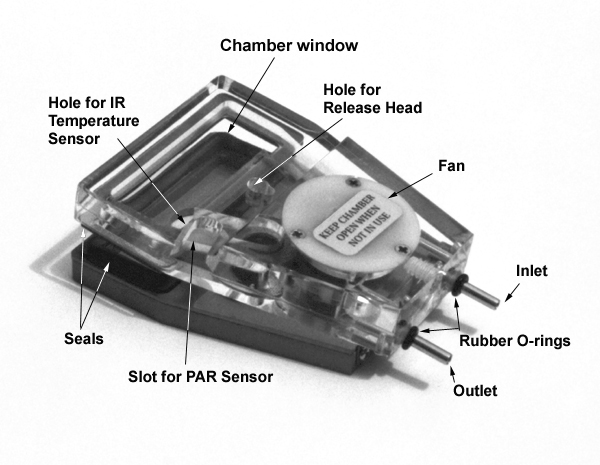 Chamber window
Hole for
Release Head
Hole for IR
Temperature
Sensor
Fan
KEEP CHAMBER
OPEN WHEN
NOT IN USE
Inlet
Seals
Rubber O-rings
Slot for PAR Sensor
Outlet